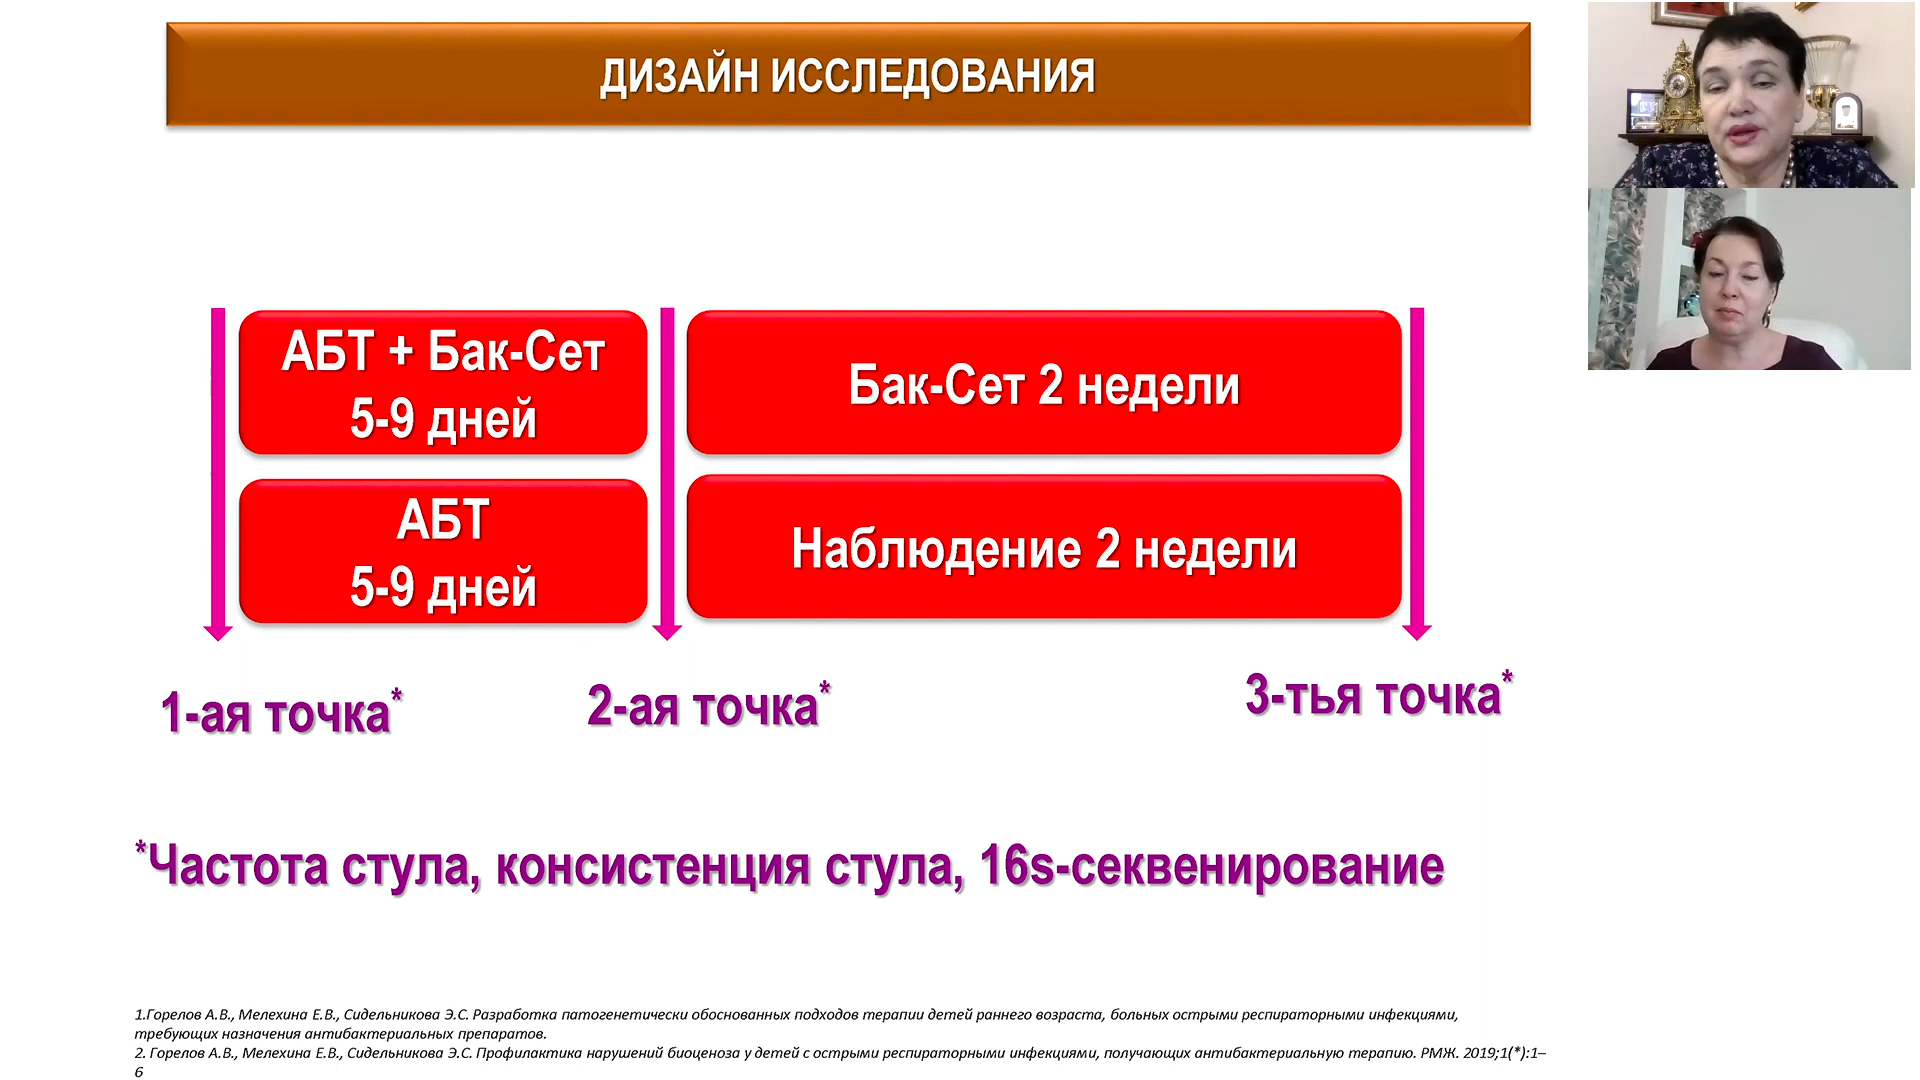 ДИЗАЙН ИССЛЕДОВАНИЯ
АБТ + Бак-Сет
5-9 дней
Бак-Сет 2 недели
АБТ
5-9 дней
Наблюдение 2 недели
1-ая точка*
2-ая точка*
3-тья точка*
*Частота стула, консистенция стула, 16s-секвенирование
1.Горелов А.В., Мелехина Е.В., Сидельникова Э.С. Разработка патогенетически обоснованных подходов терапии детей раннего возраста, больных острыми респираторными инфекциями,
требующих назначения антибактериальных препаратов.
2. Горелов А.В., Мелехина Е.В., Сидельникова Э.С. Профилактика нарушений биоценоза у детей с острыми респираторными инфекциями, получающих антибактериальную терапию. РМЖ. 2019;1(*):1–
6